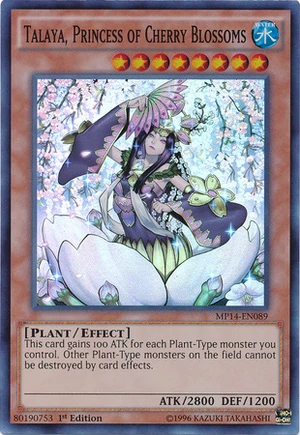 Talaya, Princess of Cherry Blossoms
WATER
水
MP14-EN089
[Plant/Effect]
This card gains 100 ATK for each Plant-Type monster you
control. Other Plant-Type monsters on the field cannot
be destroyed by card effects.
ATK/2800 DEF/1200
80190753 1st Edition ©1996 KAZUKI TAKAHASHI